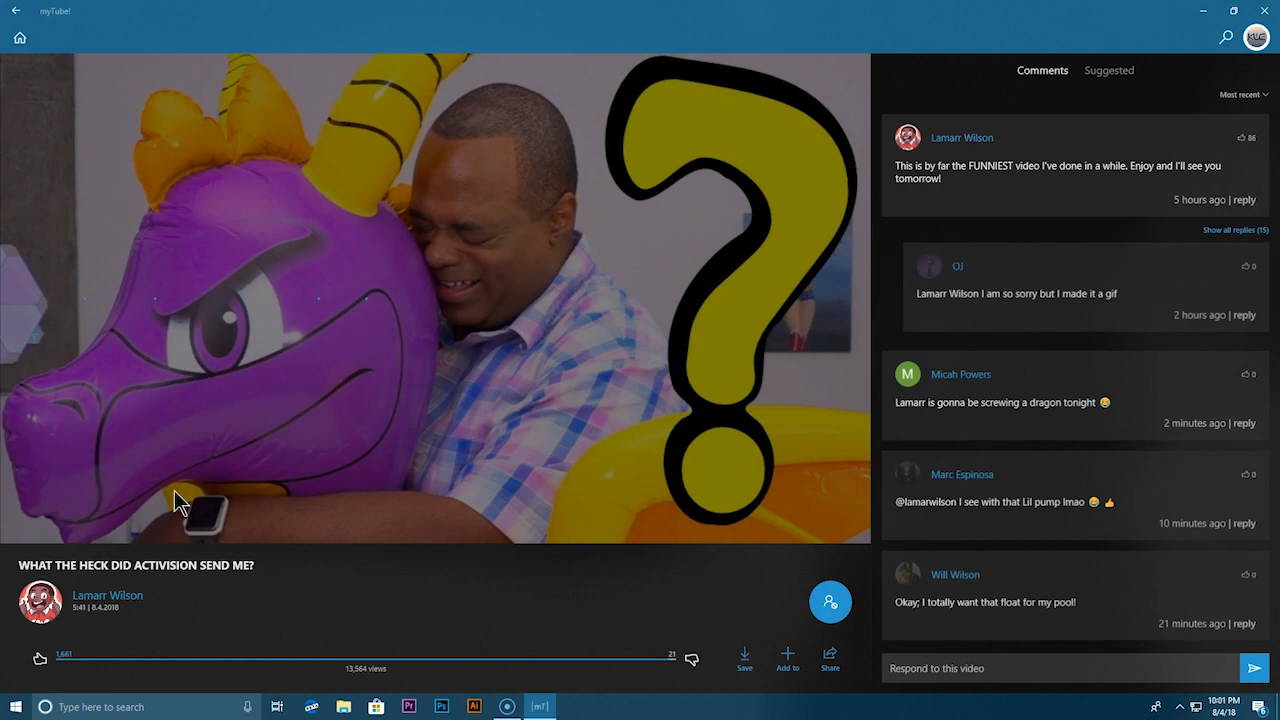 myTube!
KUC
Comments
Suggested
Most recent
Lamarr Wilson
86
This is by far the FUNNIEST video I've done in a while. Enjoy and I'll see you
tomorrow!
5 hours ago | reply
Show all replies (15)
OJ
0
Lamarr Wilson I am so sorry but I made it a gif
2 hours ago | reply
M
Micah Powers
0
Lamarr is gonna be screwing a dragon tonight 😂
2 minutes ago | reply
Marc Espinosa
0
@lamarwilson I see with that Lil pump lmao 😂 👍
10 minutes ago | reply
Will Wilson
0
Okay; I totally want that float for my pool!
21 minutes ago | reply
Respond to this video
?
WHAT THE HECK DID ACTIVISION SEND ME?
Lamarr Wilson
5:41 | 8.4.2018
1,661
21
13,564 views
Save
Add to
Share
Type here to search
Pr
Ps
Ai
|mT|
10:01 PM
8/4/18